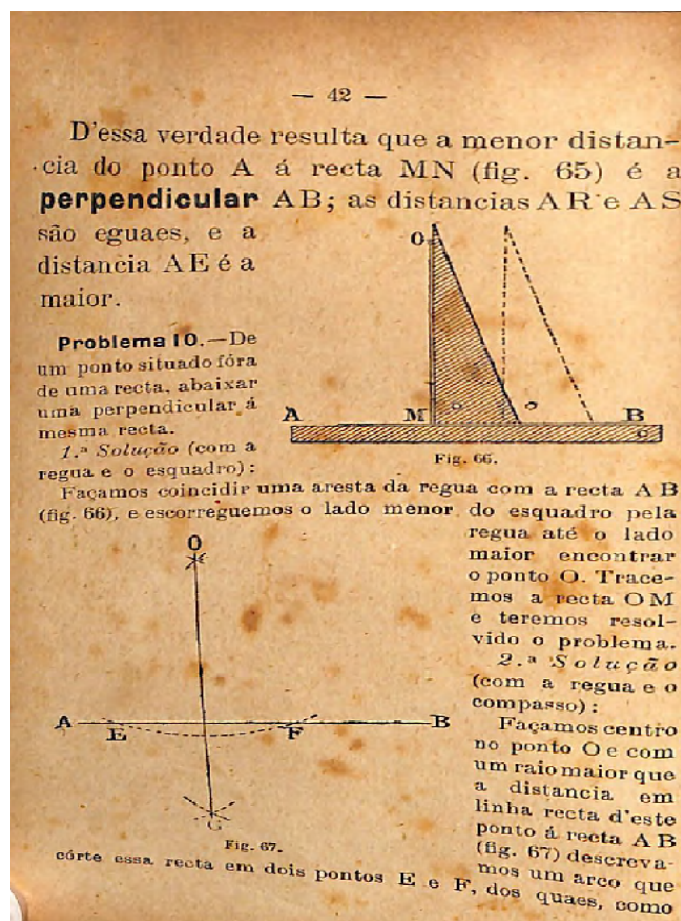 — 42 —
D'essa verdade resulta que a menor distan-
cia do ponto A á recta MN (fig. 65) é a
perpendicular AB; as distancias AR e AS
são eguaes, e a
distancia AE é a
maior.
Problema 10.—De
um ponto situado fóra
de uma recta, abaixar
uma perpendicular á
mesma recta.
1.ª Solução (com a
regua e o esquadro):
O
A M B
Fig. 66.
Façamos coincidir uma aresta da regua com a recta A B
(fig. 66), e escorreguemos o lado menor do esquadro pela
regua até o lado
maior encontrar
o ponto O. Trace-
mos a recta OM
e teremos resol-
vido o problema.
2.ª Solução
(com a regua e o
compasso):
Façamos centro
no ponto O e com
um raio maior que
a distancia em
linha recta d'este
ponto á recta A B
(fig. 67) descreva-
mos um arco que
O
A E F B
G
Fig. 67.
córte essa recta em dois pontos E e F, dos quaes, como